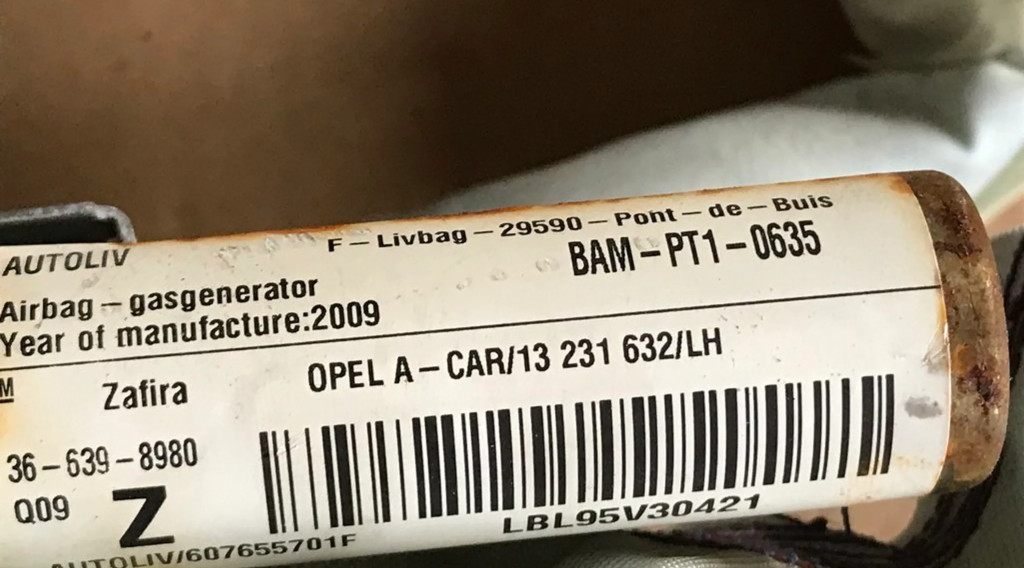 F – Livbag – 29590 – Pont – de – Buis
AUTOLIV
BAM – PT1 – 0635
Airbag – gasgenerator
Year of manufacture:2009
M
Zafira
OPEL A – CAR/13 231 632/LH
36 – 639 – 8980
Q09
Z
LBL95V30421
AUTOLIV/607655701F